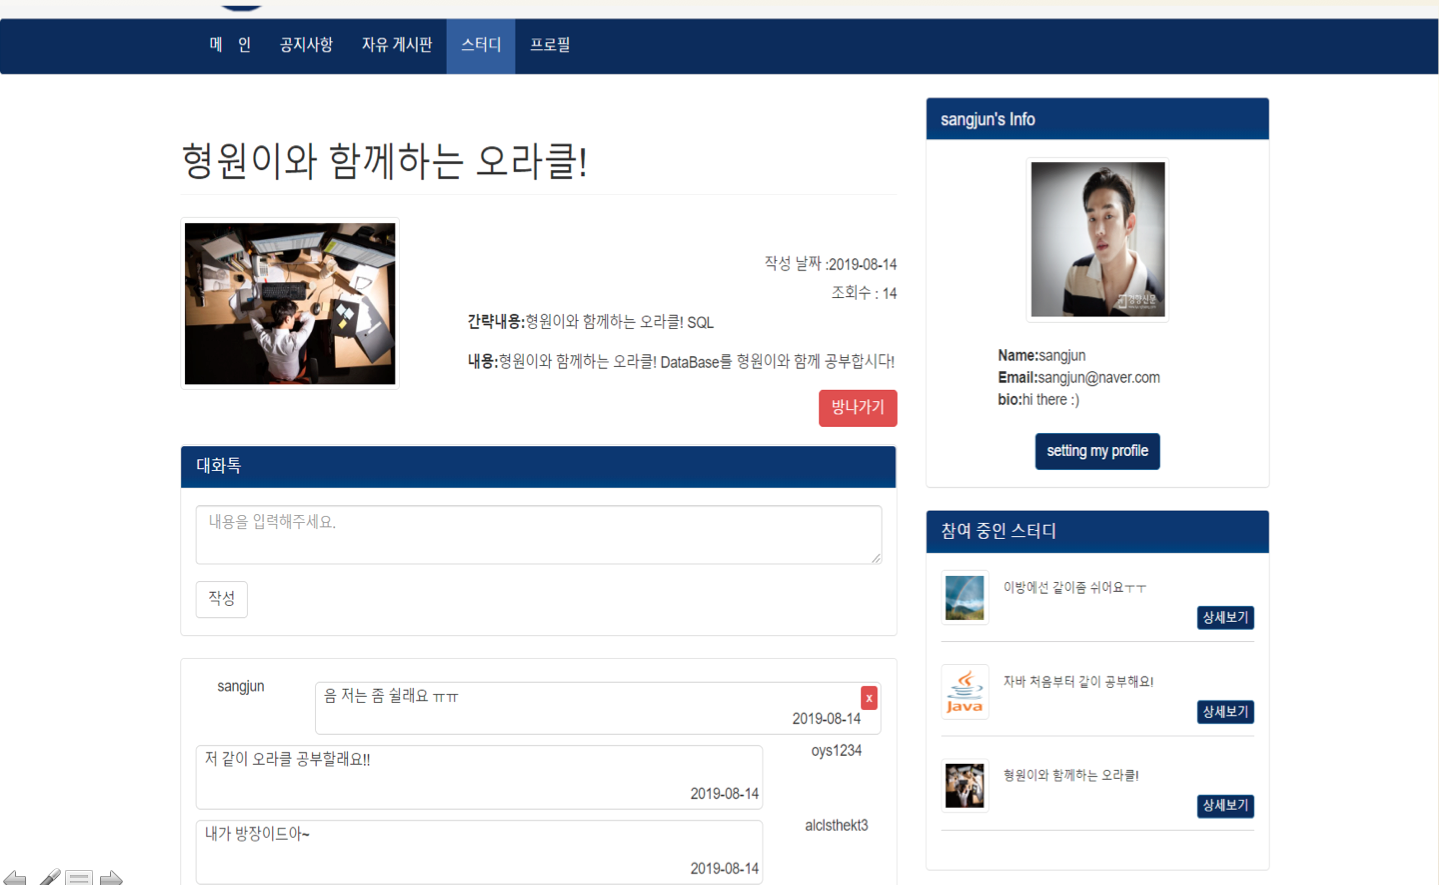 메 인 공지사항 자유 게시판 스터디 프로필
형원이와 함께하는 오라클!
작성 날짜 :2019-08-14
조회수 : 14
간략내용:형원이와 함께하는 오라클! SQL
내용:형원이와 함께하는 오라클! DataBase를 형원이와 함께 공부합시다!
방나가기
대화톡
내용을 입력해주세요.
작성
sangjun
음 저는 좀 쉴래요 ㅠㅠ
x
2019-08-14
저 같이 오라클 공부할래요!!
oys1234
2019-08-14
내가 방장이드아~
alclsthekt3
2019-08-14
sangjun's Info
경향신문
Name:sangjun
Email:sangjun@naver.com
bio:hi there :)
setting my profile
참여 중인 스터디
이방에선 같이좀 쉬어요ㅜㅜ
상세보기
Java
자바 처음부터 같이 공부해요!
상세보기
형원이와 함께하는 오라클!
상세보기